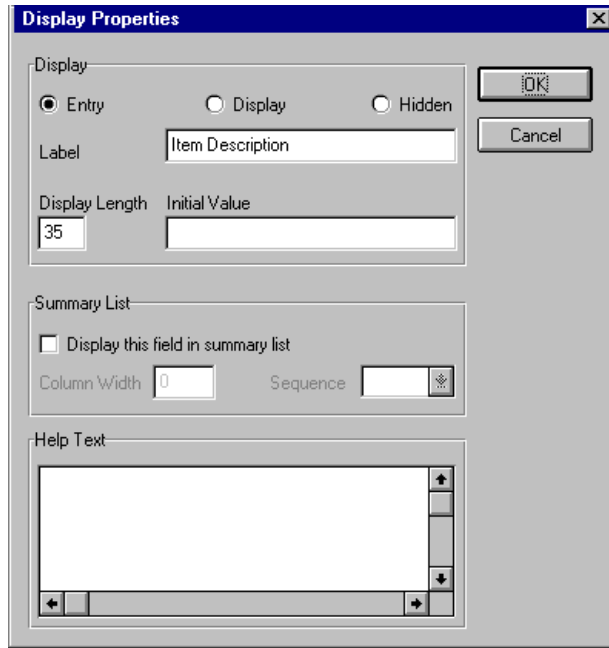 Display Properties
Display
OK
Entry Display Hidden
Cancel
Label Item Description
Display Length Initial Value
35
Summary List
Display this field in summary list
Column Width 0 Sequence
Help Text